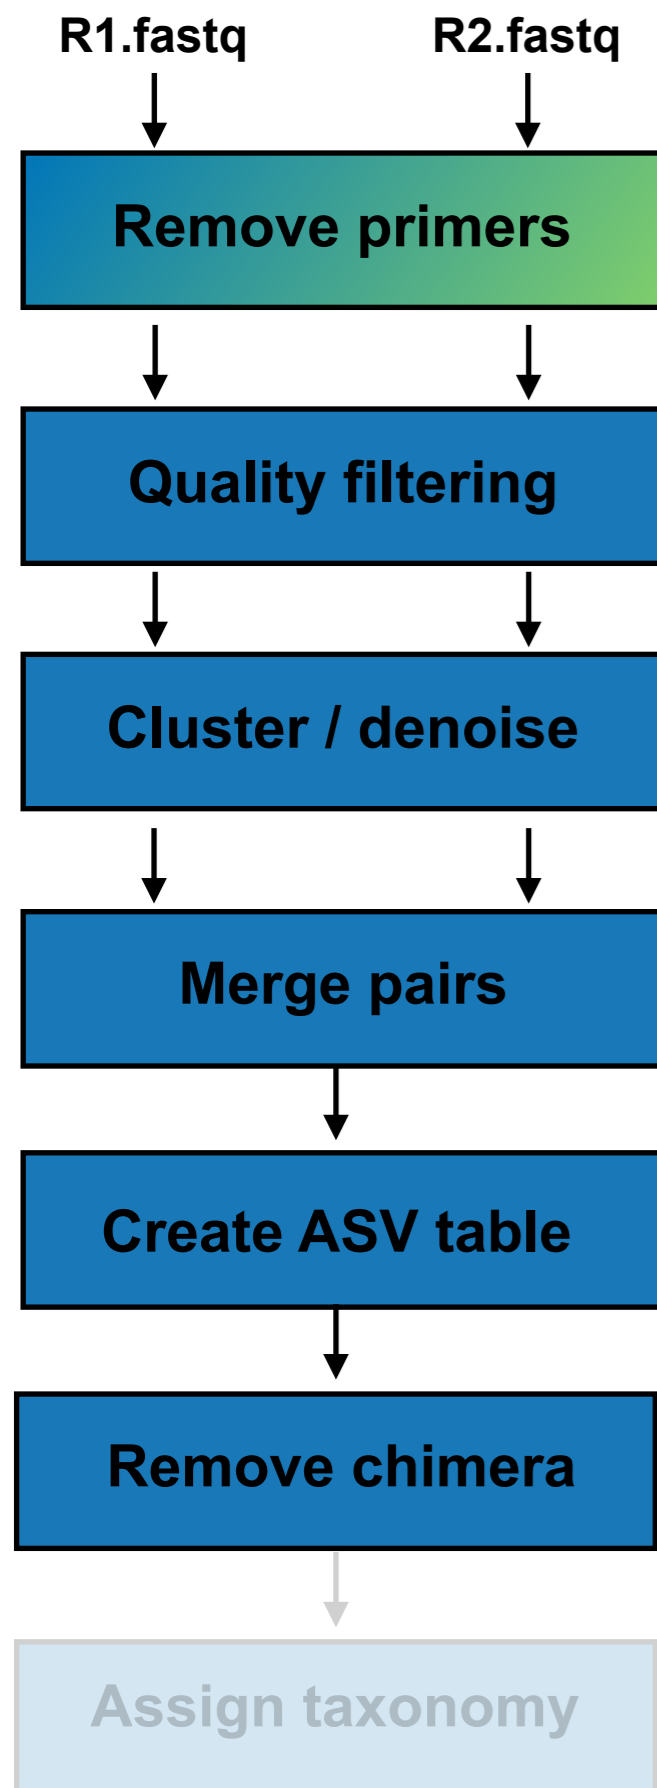 R1.fastq R2.fastq
Remove primers
Quality filtering
Cluster / denoise
Merge pairs
Create ASV table
Remove chimera
Assign taxonomy